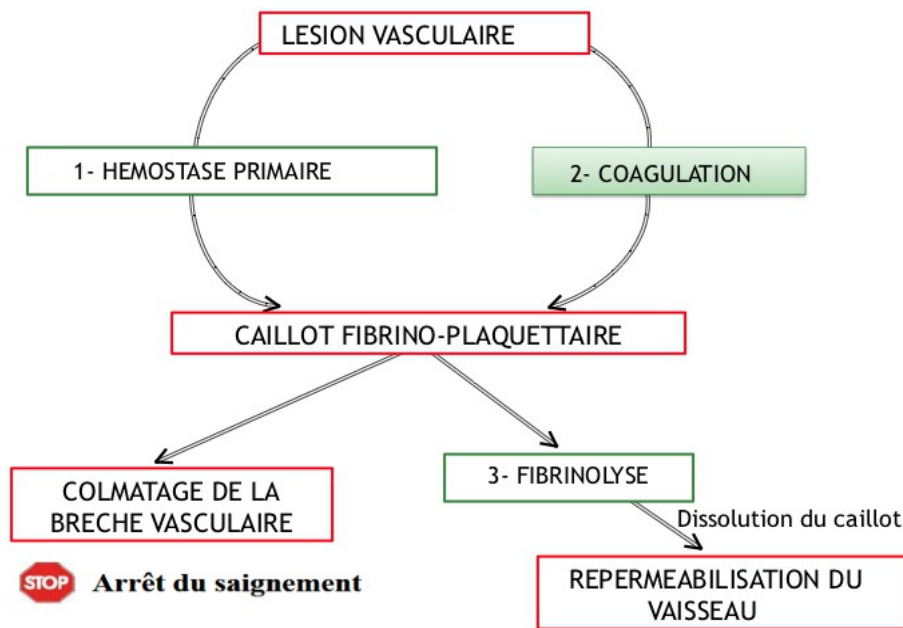 LESION VASCULAIRE
1- HEMOSTASE PRIMAIRE
2- COAGULATION
CAILLOT FIBRINO-PLAQUETTAIRE
COLMATAGE DE LA
BRECHE VASCULAIRE
3- FIBRINOLYSE
Dissolution du caillot
STOP Arrêt du saignement
REPERMEABILISATION DU
VAISSEAU